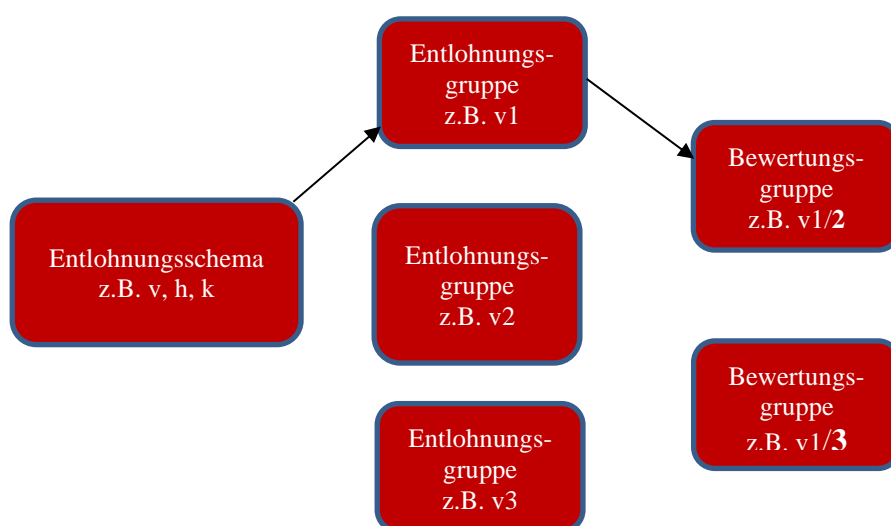 Entlohnungsschema
z.B. v, h, k
Entlohnungs-
gruppe
z.B. v1
Entlohnungs-
gruppe
z.B. v2
Entlohnungs-
gruppe
z.B. v3
Bewertungs-
gruppe
z.B. v1/2
Bewertungs-
gruppe
z.B. v1/3